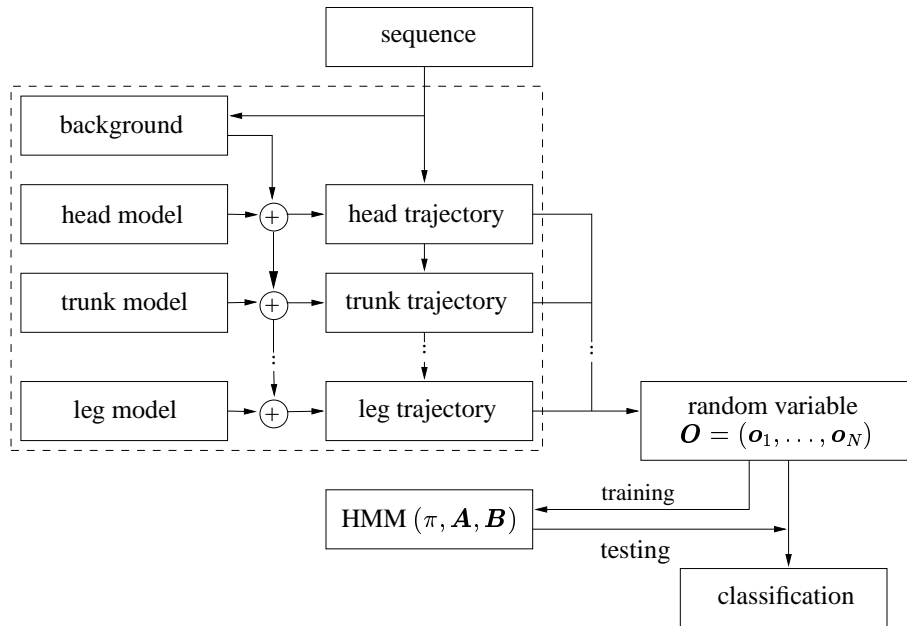 sequence
background
head model
+
head trajectory
trunk model
+
trunk trajectory
...
...
...
leg model
+
leg trajectory
random variable
O = (o₁, . . . , o_N)
training
HMM (π, A, B)
testing
classification